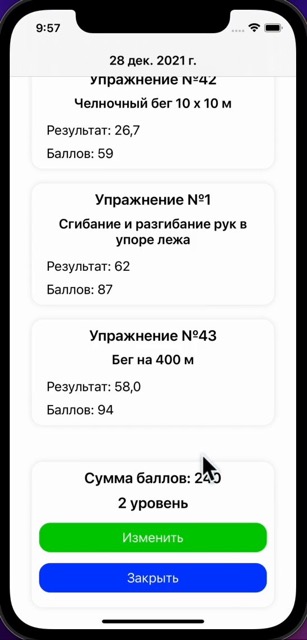 9:57
28 дек. 2021 г.
Упражнение №42
Челночный бег 10 х 10 м
Результат: 26,7
Баллов: 59
Упражнение №1
Сгибание и разгибание рук в
упоре лежа
Результат: 62
Баллов: 87
Упражнение №43
Бег на 400 м
Результат: 58,0
Баллов: 94
Сумма баллов: 240
2 уровень
Изменить
Закрыть